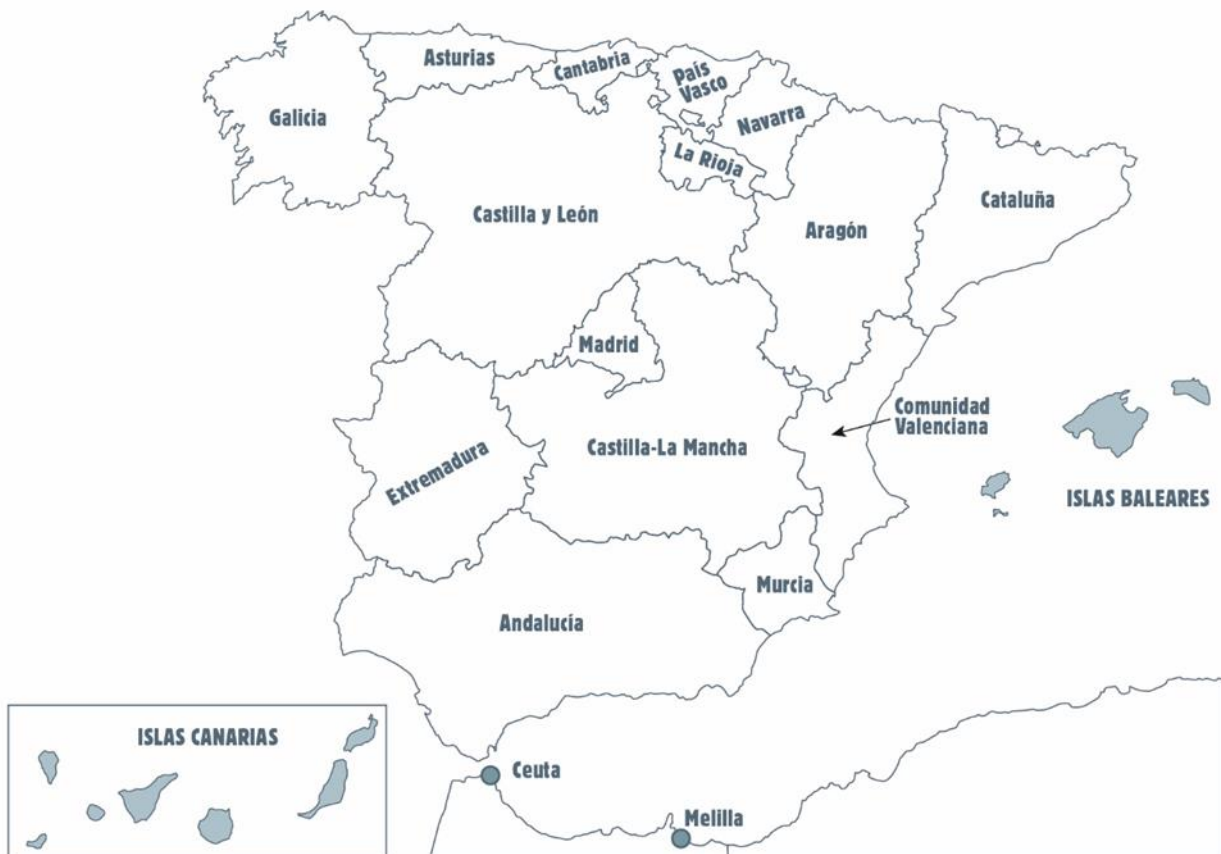 Asturias
Cantabria
País
Vasco
Galicia
Navarra
La Rioja
Castilla y León
Aragón
Cataluña
Madrid
Comunidad
Valenciana
Castilla-La Mancha
Extremadura
ISLAS BALEARES
Murcia
Andalucía
ISLAS CANARIAS
Ceuta
Melilla